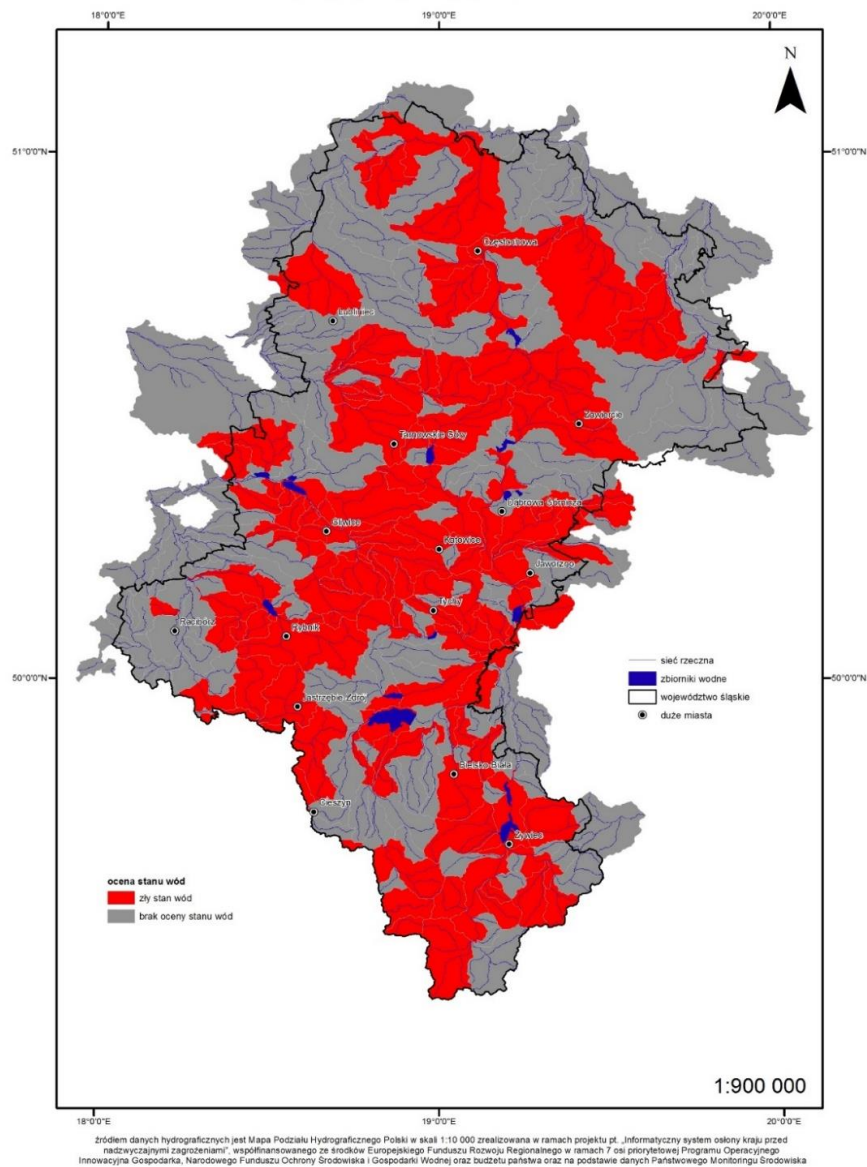 18°0'0"E 19°0'0"E 20°0'0"E
N
51°0'0"N 51°0'0"N
Częstochowa
Lubliniec
Zawiercie
Tarnowskie Góry
Dąbrowa Górnicza
Gliwice
Katowice
Jaworzno
Tychy
Racibórz
Rybnik
50°0'0"N 50°0'0"N
sieć rzeczna
zbiorniki wodne
województwo śląskie
duże miasta
Jastrzębie-Zdrój
Bielsko-Biała
Cieszyn
Żywiec
ocena stanu wód
zły stan wód
brak oceny stanu wód
1:900 000
18°0'0"E 19°0'0"E 20°0'0"E
źródłem danych hydrograficznych jest Mapa Podziału Hydrograficznego Polski w skali 1:10 000 zrealizowana w ramach projektu pt. „Informatyczny system osłony kraju przed
nadzwyczajnymi zagrożeniami”, współfinansowanego ze środków Europejskiego Funduszu Rozwoju Regionalnego w ramach 7 osi priorytetowej Programu Operacyjnego
Innowacyjna Gospodarka, Narodowego Funduszu Ochrony Środowiska i Gospodarki Wodnej oraz budżetu państwa oraz na podstawie danych Państwowego Monitoringu Środowiska